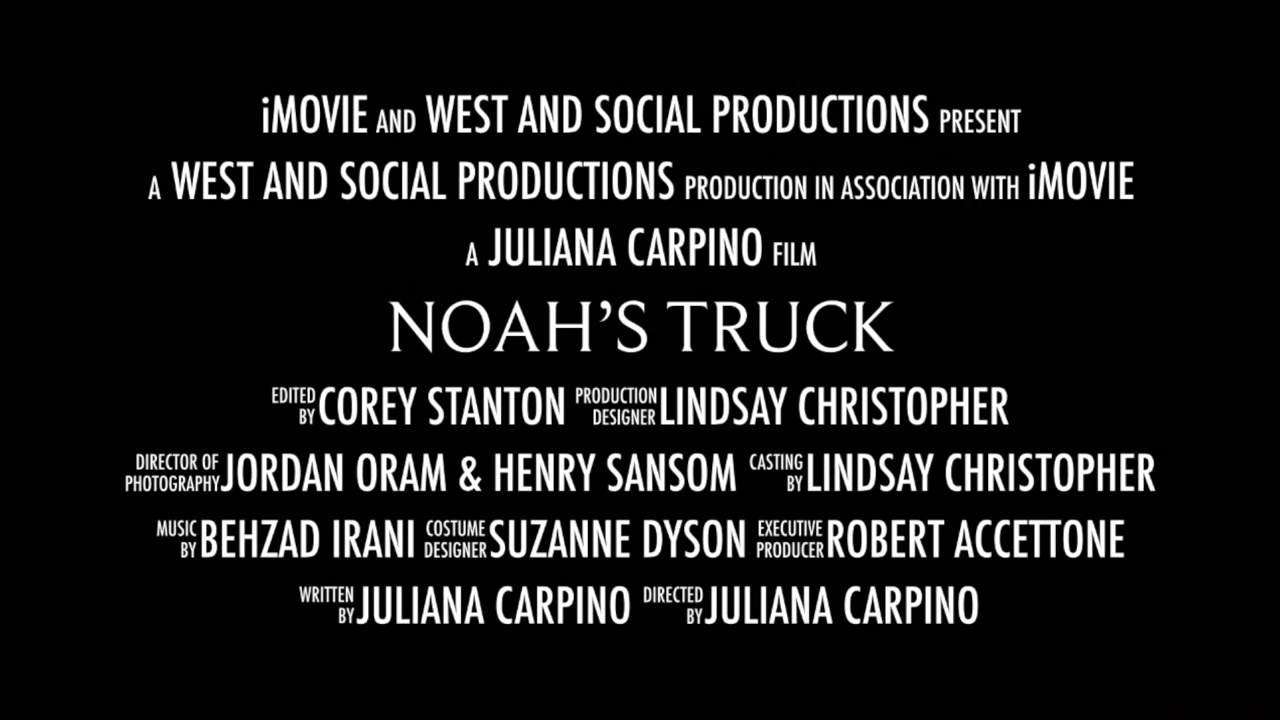 iMOVIE AND WEST AND SOCIAL PRODUCTIONS PRESENT
A WEST AND SOCIAL PRODUCTIONS PRODUCTION IN ASSOCIATION WITH iMOVIE
A JULIANA CARPINO FILM
NOAH'S TRUCK
EDITED BY COREY STANTON PRODUCTION DESIGNER LINDSAY CHRISTOPHER
DIRECTOR OF PHOTOGRAPHY JORDAN ORAM & HENRY SANSOM CASTING BY LINDSAY CHRISTOPHER
MUSIC BY BEHZAD IRANI COSTUME DESIGNER SUZANNE DYSON EXECUTIVE PRODUCER ROBERT ACCETTONE
WRITTEN BY JULIANA CARPINO DIRECTED BY JULIANA CARPINO